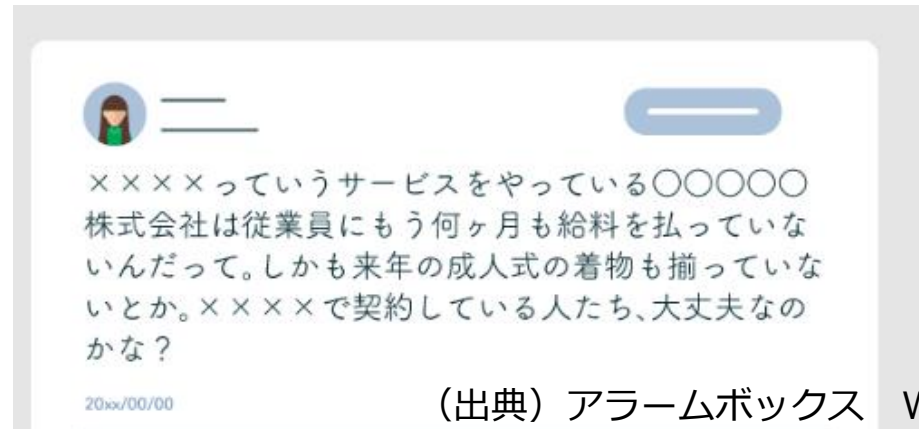 ××××っていうサービスをやっている○○○○○
株式会社は従業員にもう何ヶ月も給料を払っていな
いんだって。しかも来年の成人式の着物も揃っていな
いとか。××××で契約している人たち、大丈夫なの
かな？
20xx/00/00
（出典）アラームボックス